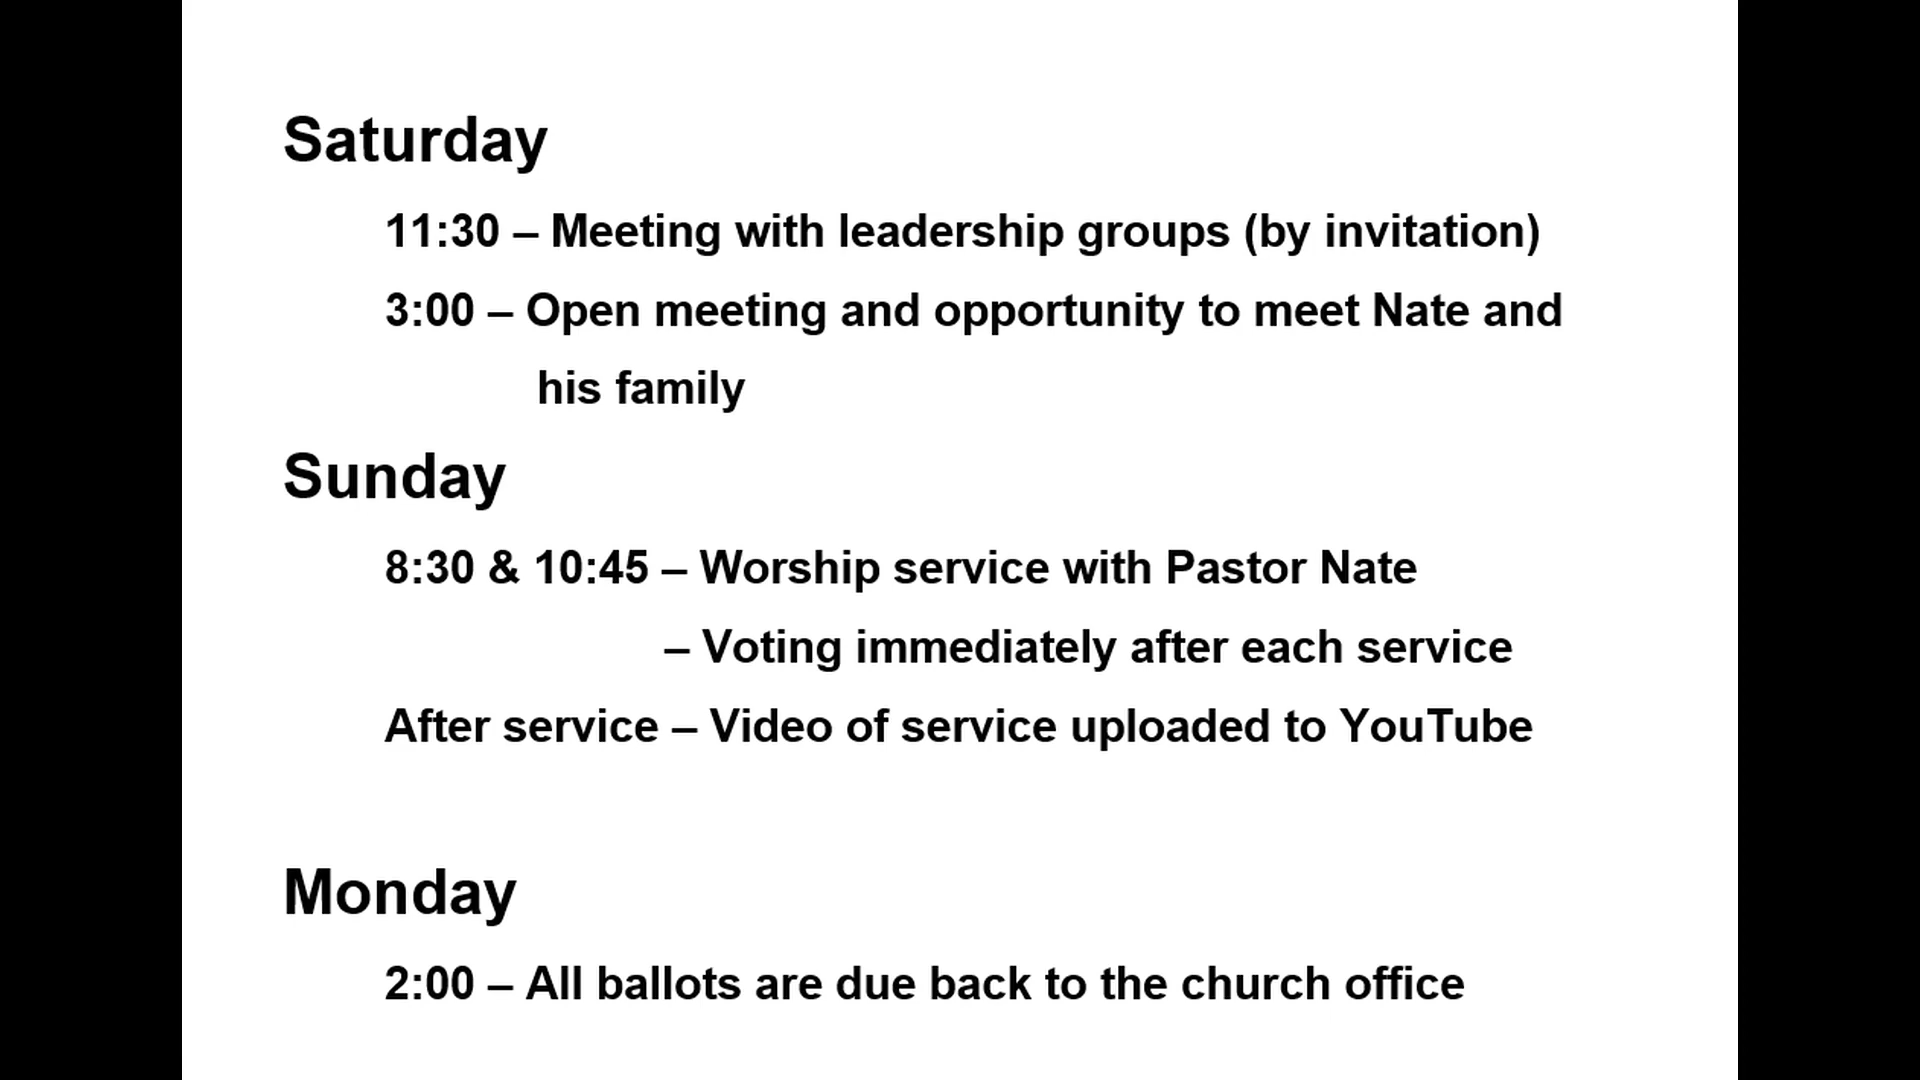 Saturday
11:30 – Meeting with leadership groups (by invitation)
3:00 – Open meeting and opportunity to meet Nate and
his family
Sunday
8:30 & 10:45 – Worship service with Pastor Nate
– Voting immediately after each service
After service – Video of service uploaded to YouTube
Monday
2:00 – All ballots are due back to the church office